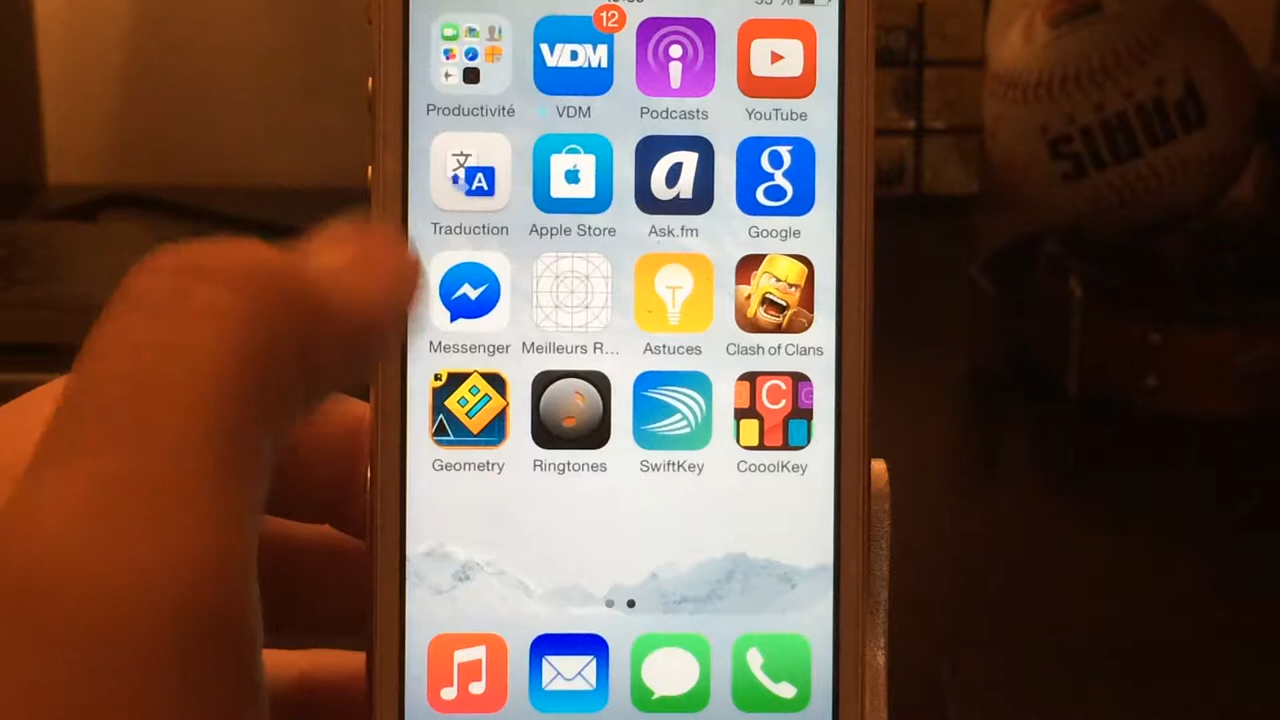 12
VDM
Productivité VDM Podcasts YouTube
文 A a g
Traduction Apple Store Ask.fm Google
Messenger Meilleurs R... Astuces Clash of Clans
R C G
Geometry Ringtones SwiftKey CooolKey